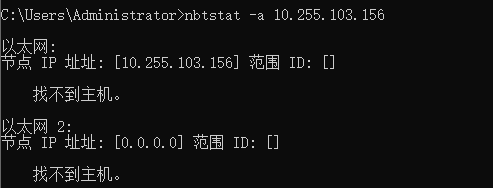 C:\Users\Administrator>nbtstat -a 10.255.103.156
以太网:
节点 IP 址址: [10.255.103.156] 范围 ID: []
找不到主机。
以太网 2:
节点 IP 址址: [0.0.0.0] 范围 ID: []
找不到主机。